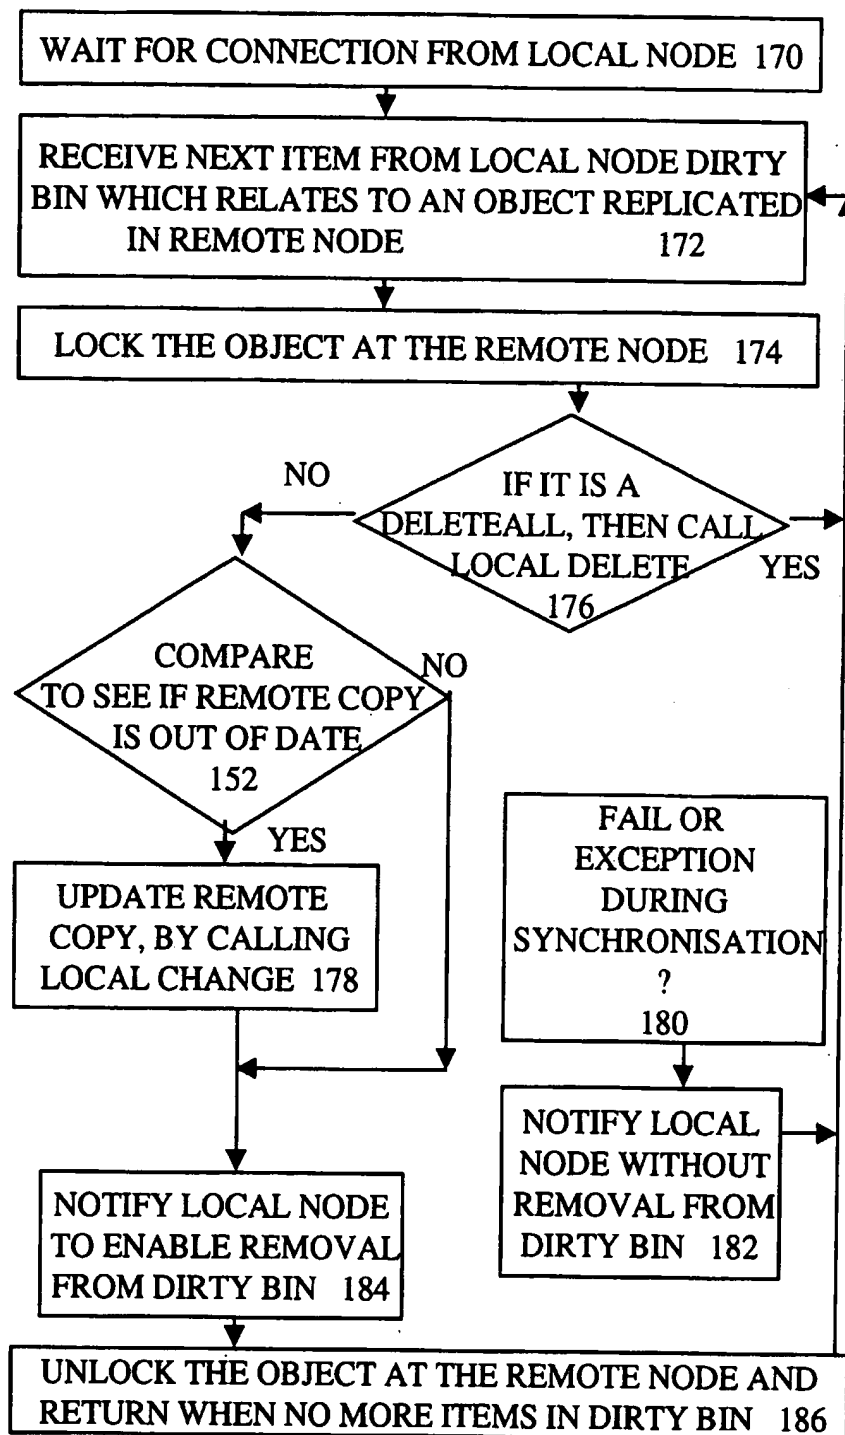 WAIT FOR CONNECTION FROM LOCAL NODE 170
RECEIVE NEXT ITEM FROM LOCAL NODE DIRTY
BIN WHICH RELATES TO AN OBJECT REPLICATED
IN REMOTE NODE 172
LOCK THE OBJECT AT THE REMOTE NODE 174
IF IT IS A
DELETEALL, THEN CALL
LOCAL DELETE
176
NO
YES
COMPARE
TO SEE IF REMOTE COPY
IS OUT OF DATE
152
NO
YES
UPDATE REMOTE
COPY, BY CALLING
LOCAL CHANGE 178
FAIL OR
EXCEPTION
DURING
SYNCHRONISATION
?
180
NOTIFY LOCAL
NODE WITHOUT
REMOVAL FROM
DIRTY BIN 182
NOTIFY LOCAL NODE
TO ENABLE REMOVAL
FROM DIRTY BIN 184
UNLOCK THE OBJECT AT THE REMOTE NODE AND
RETURN WHEN NO MORE ITEMS IN DIRTY BIN 186